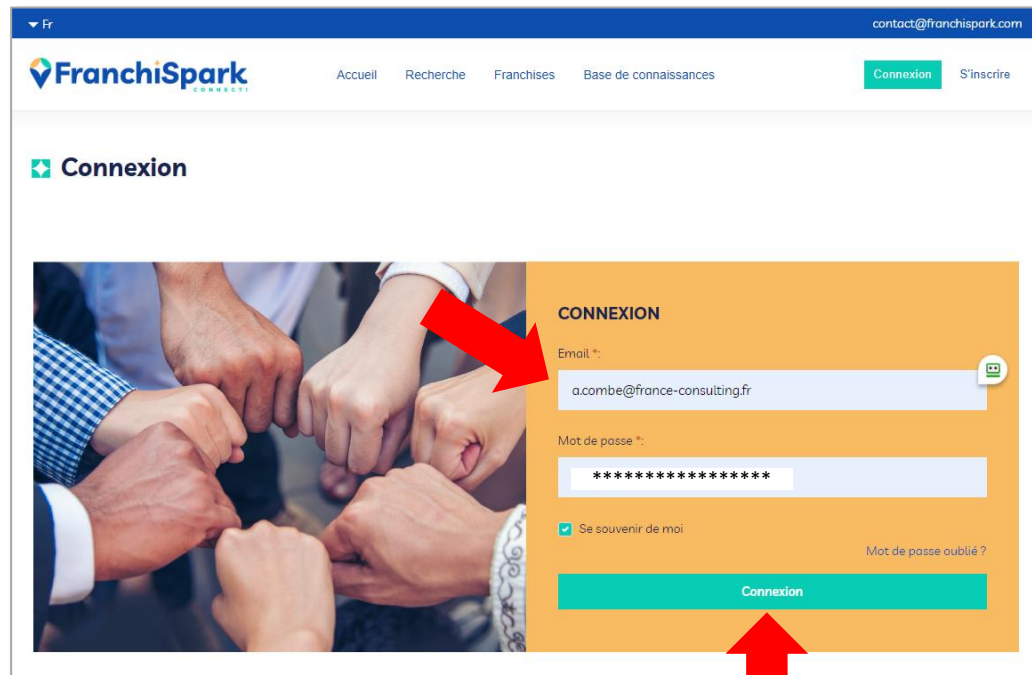 Fr
contact@franchispark.com
FranchiSpark
CONNECT!
Accueil Recherche Franchises Base de connaissances Connexion S'inscrire
Connexion
CONNEXION
Email *:
a.combe@france-consulting.fr
Mot de passe *:
*****************
Se souvenir de moi
Mot de passe oublié ?
Connexion